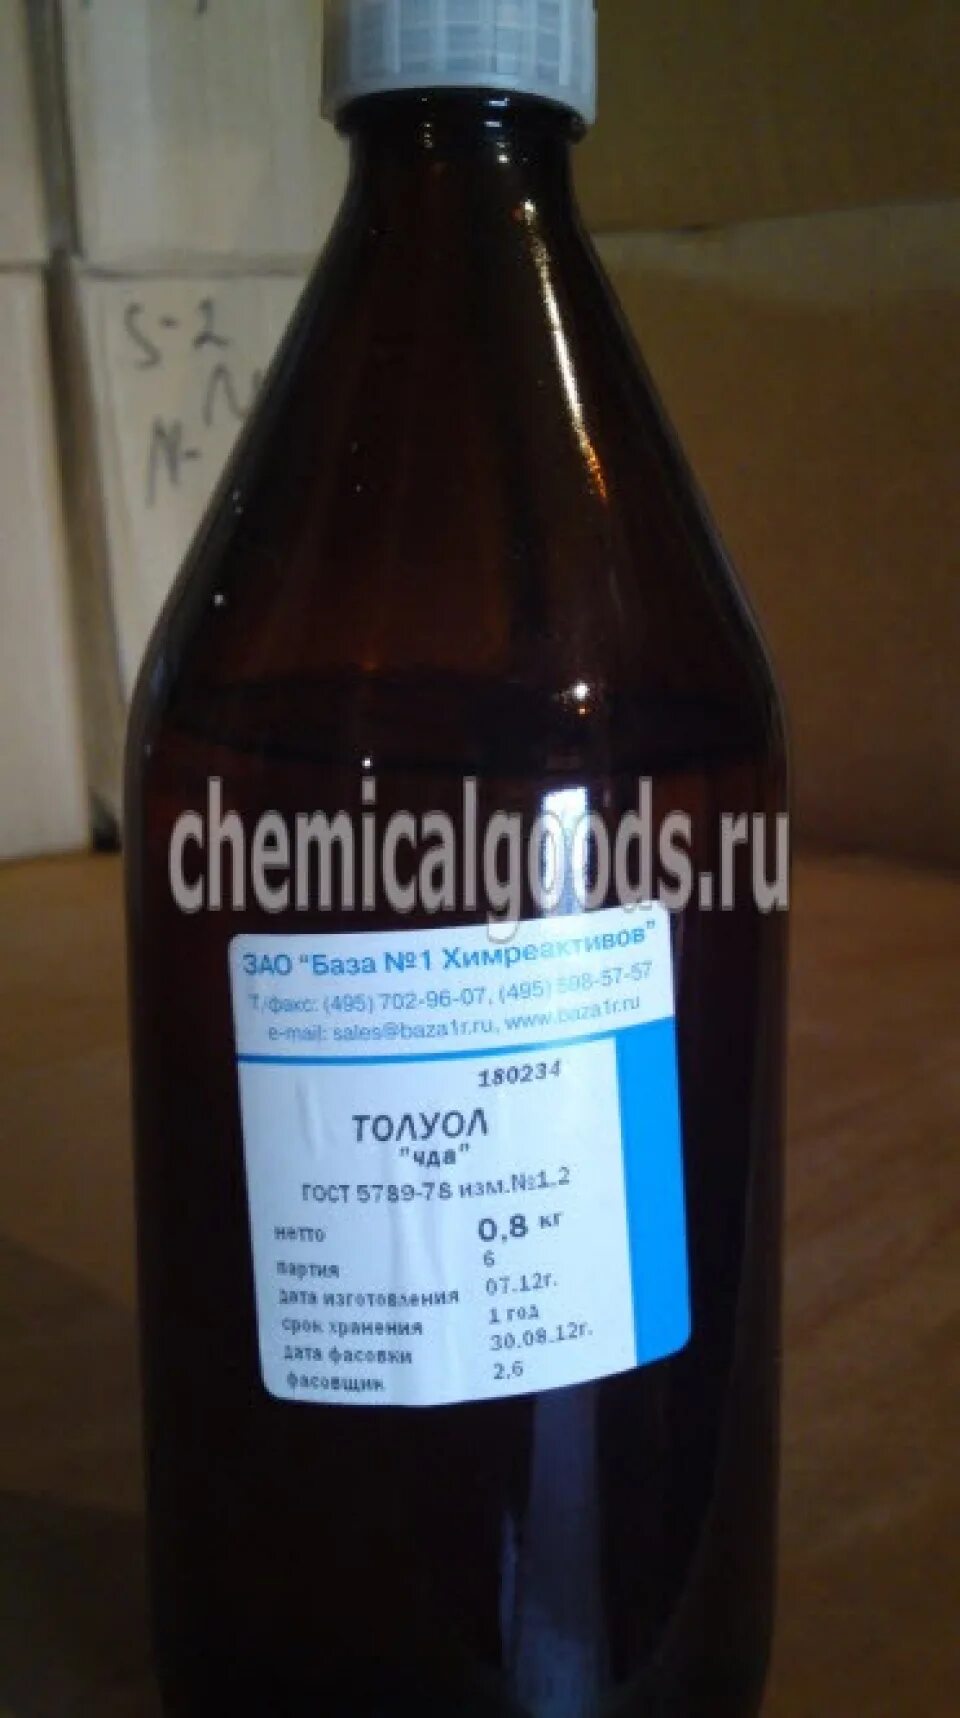 S-2
N-
chemicalgoods.ru
ЗАО "База №1 Химреактивов"
Т/факс: (495) 702-96-07, (495) 598-57-57
e-mail: sales@baza1r.ru, www.baza1r.ru
180234
ТОЛУОЛ
"чда"
ГОСТ 5789-78 изм.№1.2
нетто 0,8 кг
партия 6
дата изготовления 07.12г.
срок хранения 1 год
дата фасовки 30.08.12г.
фасовщик 2.6